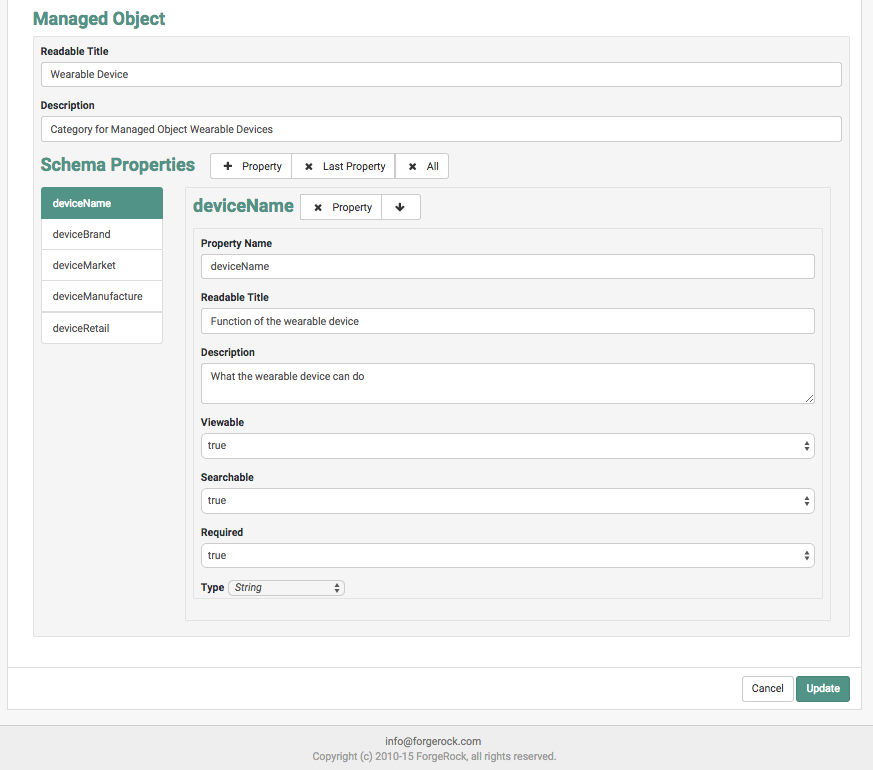 Managed Object
Readable Title
Wearable Device
Description
Category for Managed Object Wearable Devices
Schema Properties
Property
Last Property
All
deviceName
deviceBrand
deviceMarket
deviceManufacture
deviceRetail
deviceName
Property
Property Name
deviceName
Readable Title
Function of the wearable device
Description
What the wearable device can do
Viewable
true
Searchable
true
Required
true
Type String
Cancel
Update
info@forgerock.com
Copyright (c) 2010-15 ForgeRock, all rights reserved.